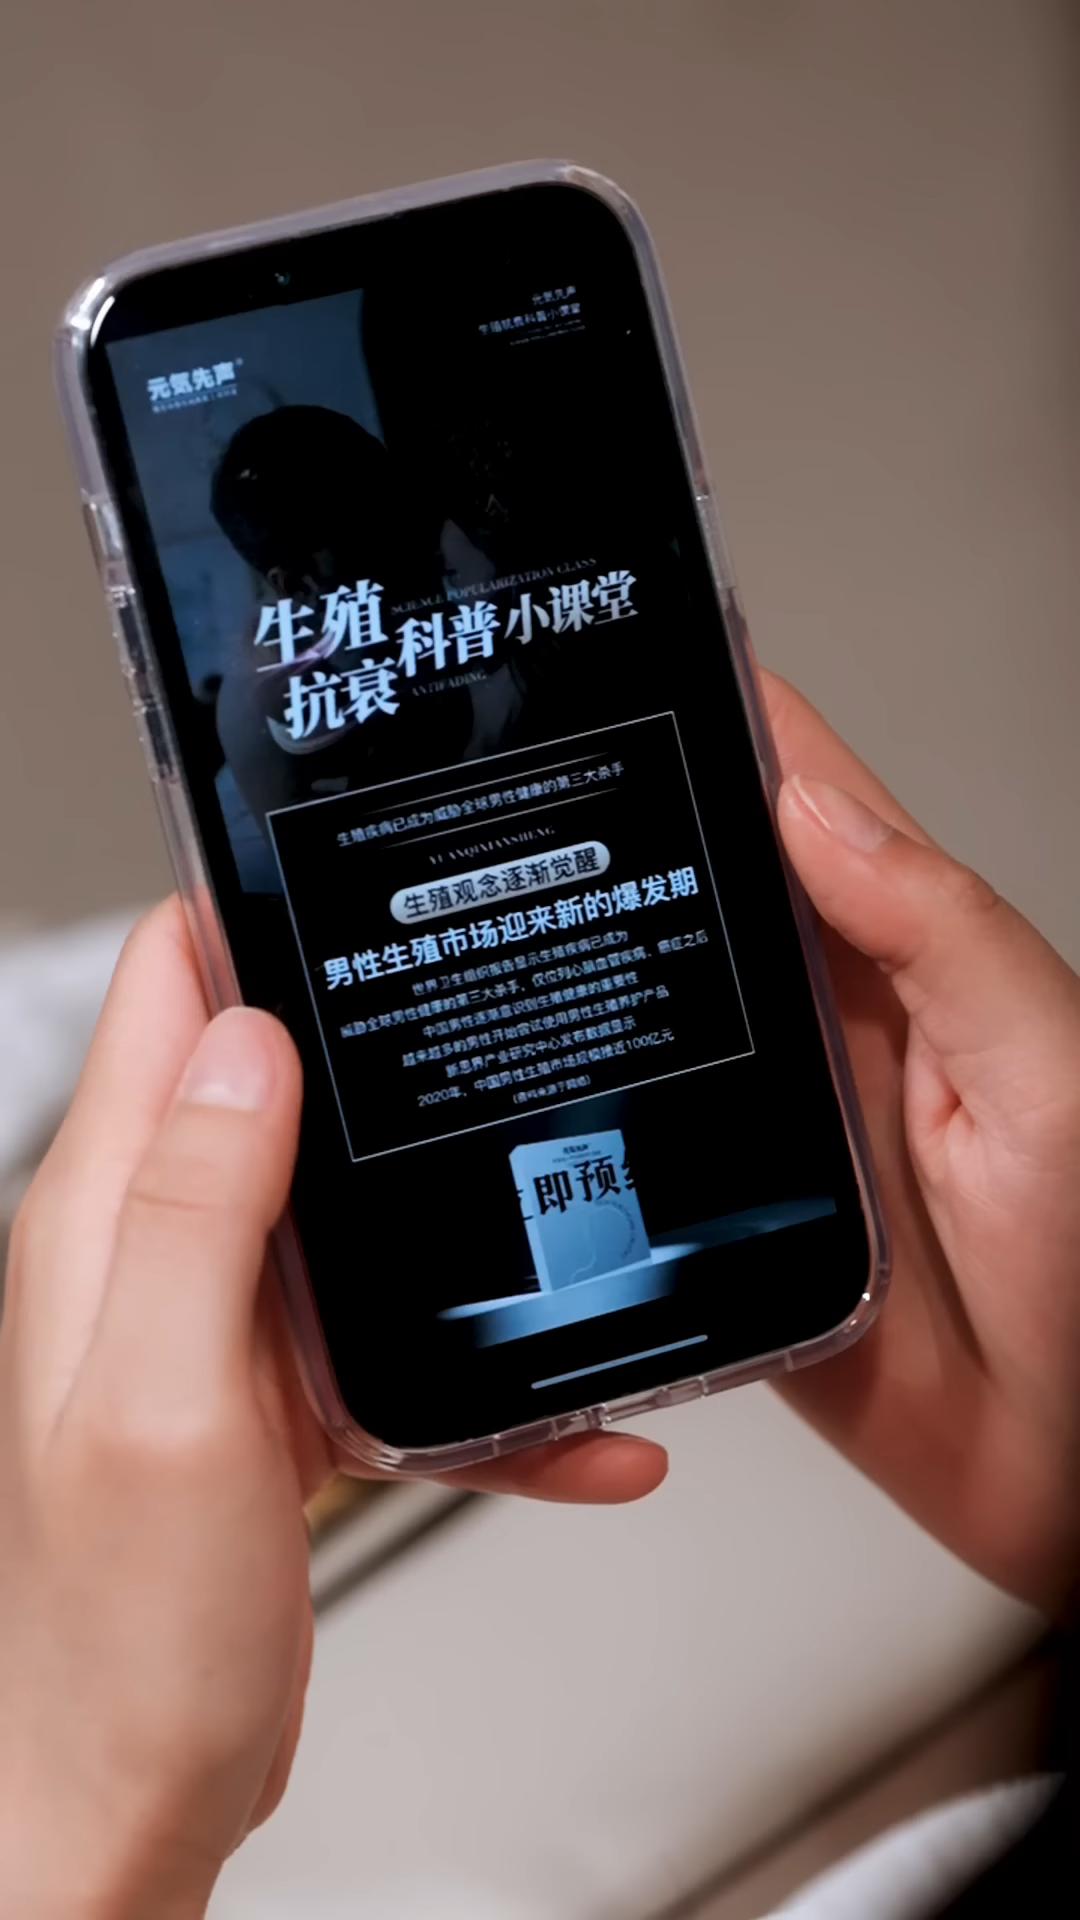 元気先声
生殖抗衰科普小课堂
元気先声
生殖
SCIENCE POPULARIZATION CLASS
科普小课堂
抗衰
ANTIFADING
生殖疾病已成为威胁全球男性健康的第三大杀手
YUANQIXIANSHENG
生殖观念逐渐觉醒
男性生殖市场迎来新的爆发期
世界卫生组织报告显示生殖疾病已成为
威胁全球男性健康的第三大杀手，仅位列心脑血管疾病、癌症之后
中国男性逐渐意识到生殖健康的重要性
越来越多的男性开始尝试使用男性生殖养护产品
新思界产业研究中心发布数据显示
2020年，中国男性生殖市场规模接近100亿元
(资料来源于网络)
即预